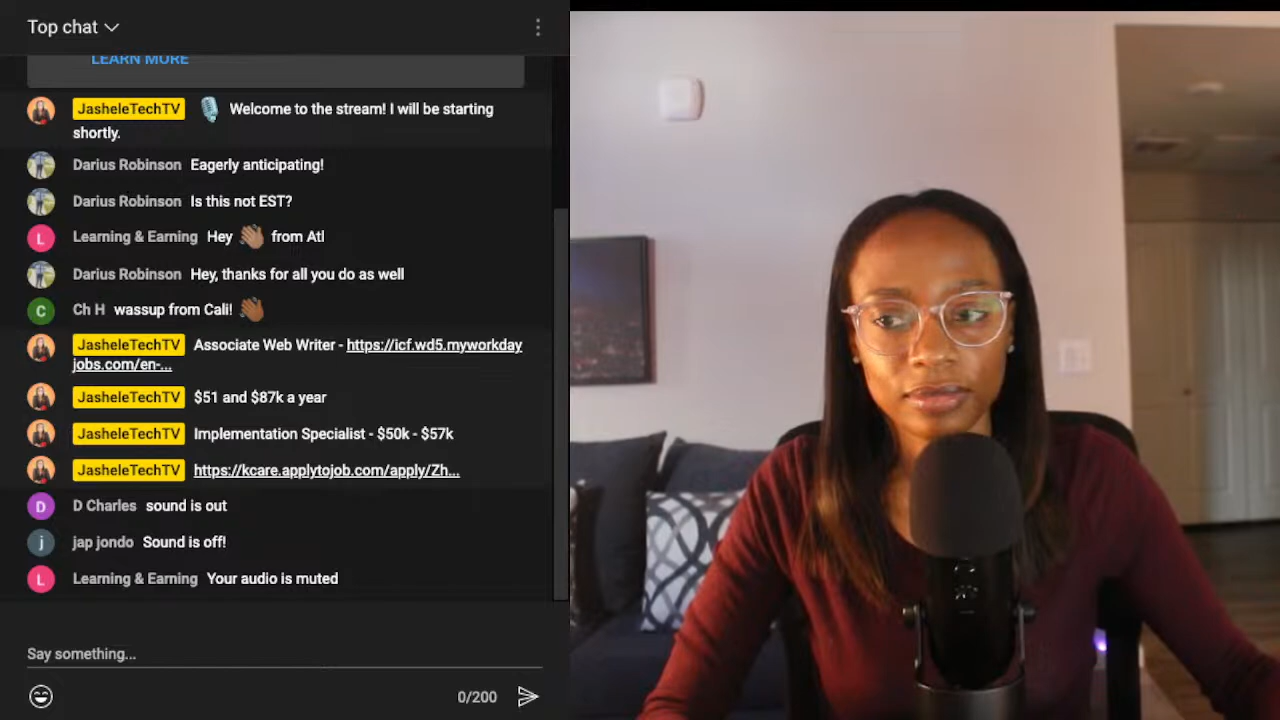 Top chat
LEARN MORE
JasheleTechTV Welcome to the stream! I will be starting
shortly.
Darius Robinson Eagerly anticipating!
Darius Robinson Is this not EST?
L Learning & Earning Hey from Atl
Darius Robinson Hey, thanks for all you do as well
C Ch H wassup from Cali!
JasheleTechTV Associate Web Writer - https://icf.wd5.myworkday
jobs.com/en-...
JasheleTechTV $51 and $87k a year
JasheleTechTV Implementation Specialist - $50k - $57k
JasheleTechTV https://kcare.applytojob.com/apply/Zh...
D D Charles sound is out
j jap jondo Sound is off!
L Learning & Earning Your audio is muted
Say something...
0/200